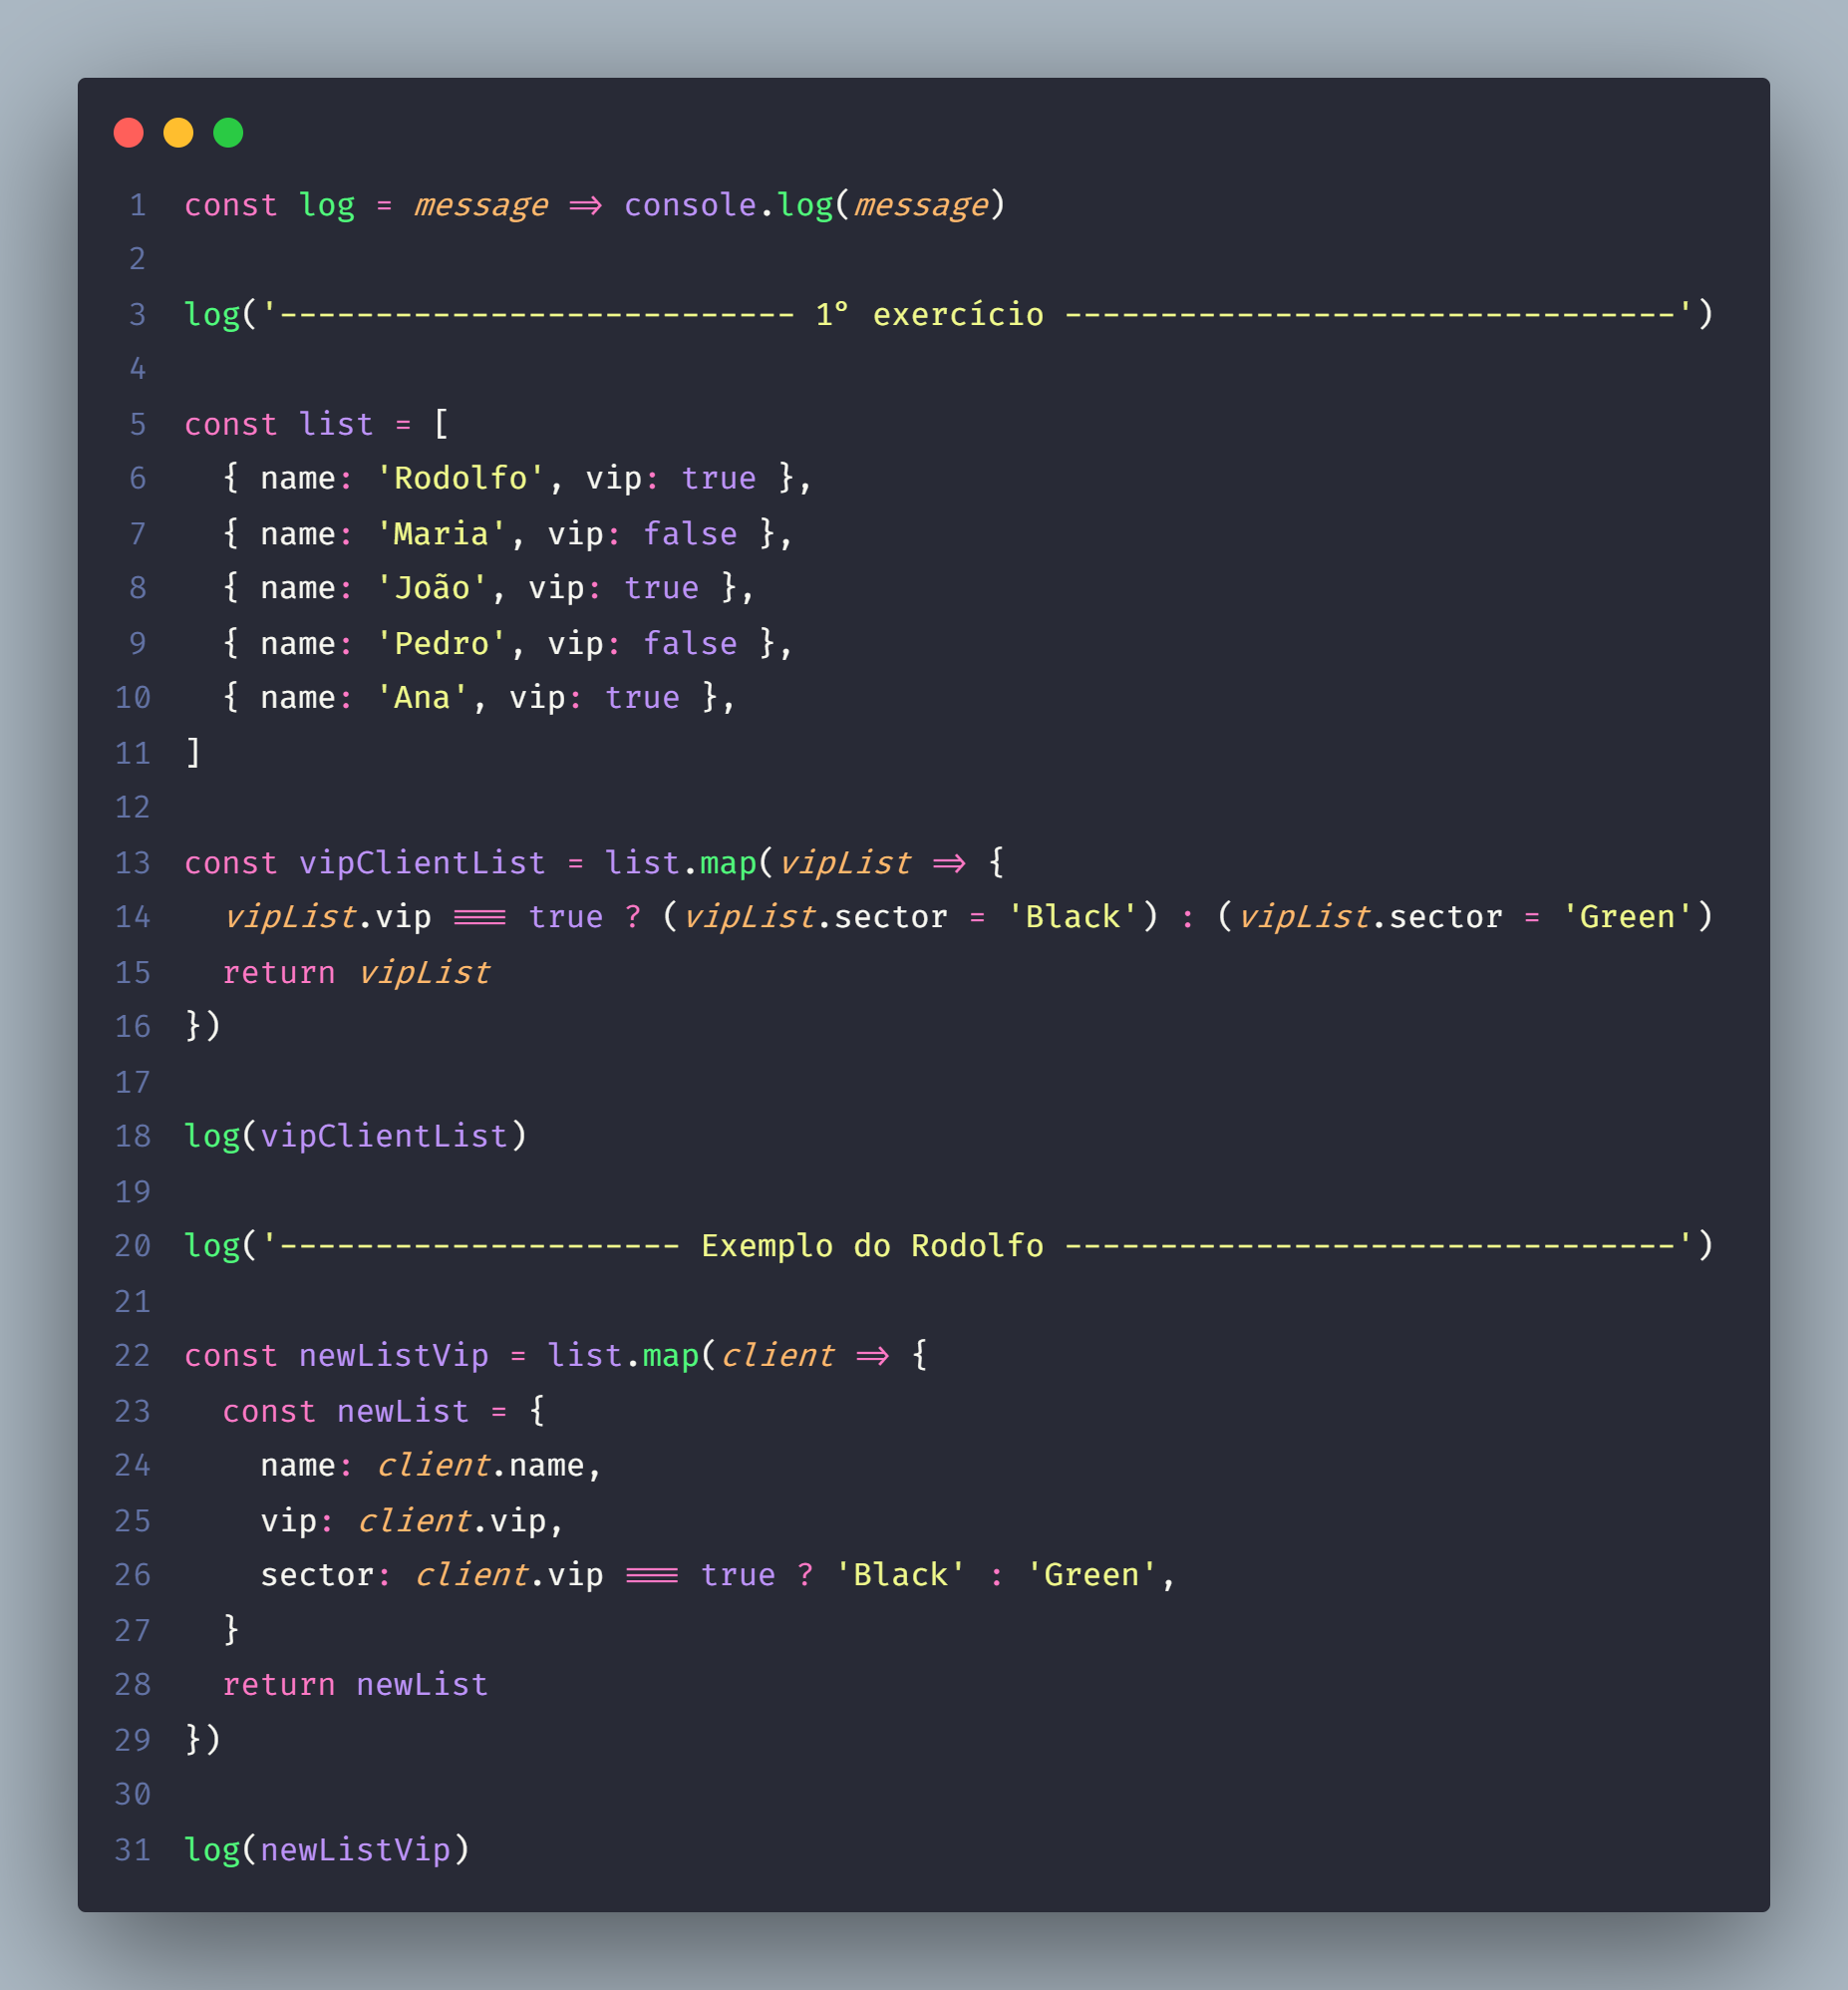 1 const log = message => console.log(message)
2
3 log('--------------------------- 1º exercício --------------------------------')
4
5 const list = [
6   { name: 'Rodolfo', vip: true },
7   { name: 'Maria', vip: false },
8   { name: 'João', vip: true },
9   { name: 'Pedro', vip: false },
10   { name: 'Ana', vip: true },
11 ]
12
13 const vipClientList = list.map(vipList => {
14   vipList.vip === true ? (vipList.sector = 'Black') : (vipList.sector = 'Green')
15   return vipList
16 })
17
18 log(vipClientList)
19
20 log('--------------------- Exemplo do Rodolfo --------------------------------')
21
22 const newListVip = list.map(client => {
23   const newList = {
24     name: client.name,
25     vip: client.vip,
26     sector: client.vip === true ? 'Black' : 'Green',
27   }
28   return newList
29 })
30
31 log(newListVip)